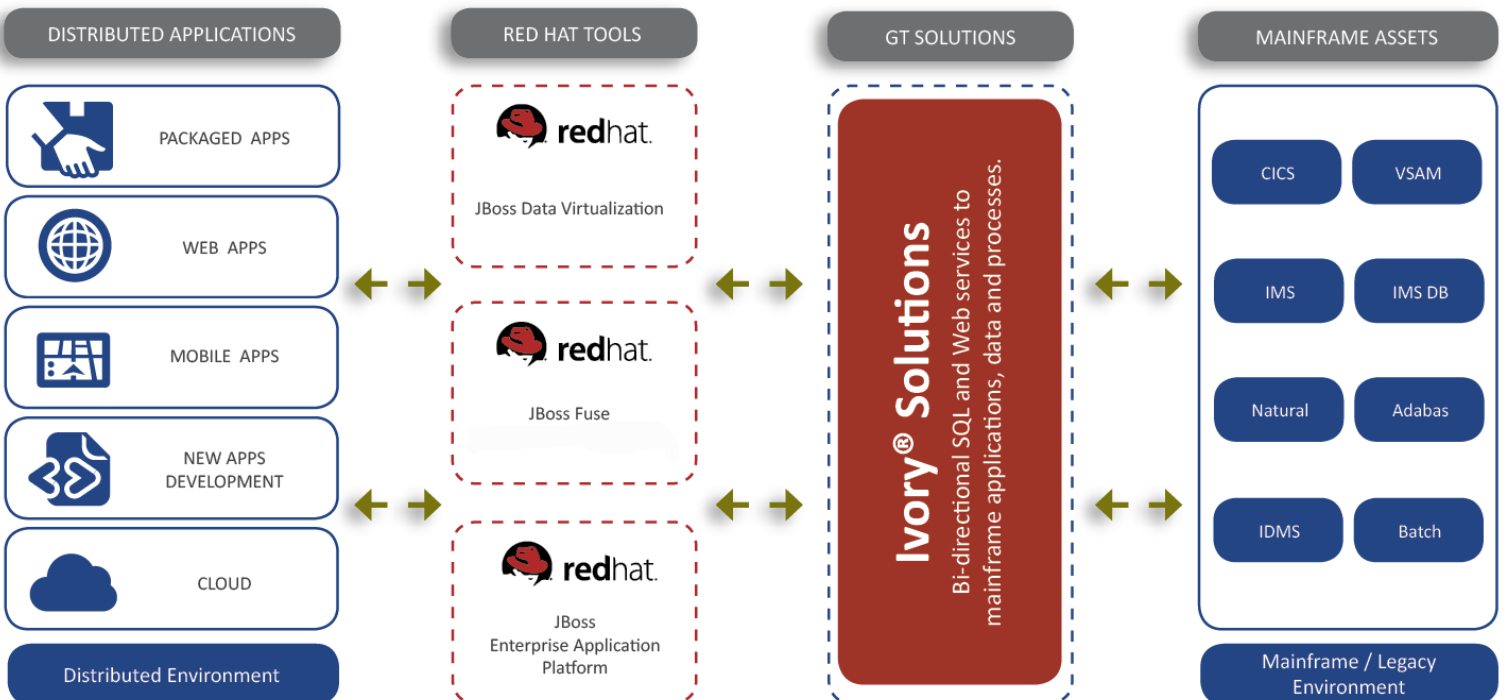 DISTRIBUTED APPLICATIONS
PACKAGED APPS
WEB APPS
MOBILE APPS
NEW APPS
DEVELOPMENT
CLOUD
Distributed Environment
RED HAT TOOLS
redhat.
JBoss Data Virtualization
redhat.
JBoss Fuse
redhat.
JBoss
Enterprise Application
Platform
GT SOLUTIONS
Ivory® Solutions
Bi-directional SQL and Web services to
mainframe applications, data and processes.
MAINFRAME ASSETS
CICS
VSAM
IMS
IMS DB
Natural
Adabas
IDMS
Batch
Mainframe / Legacy
Environment